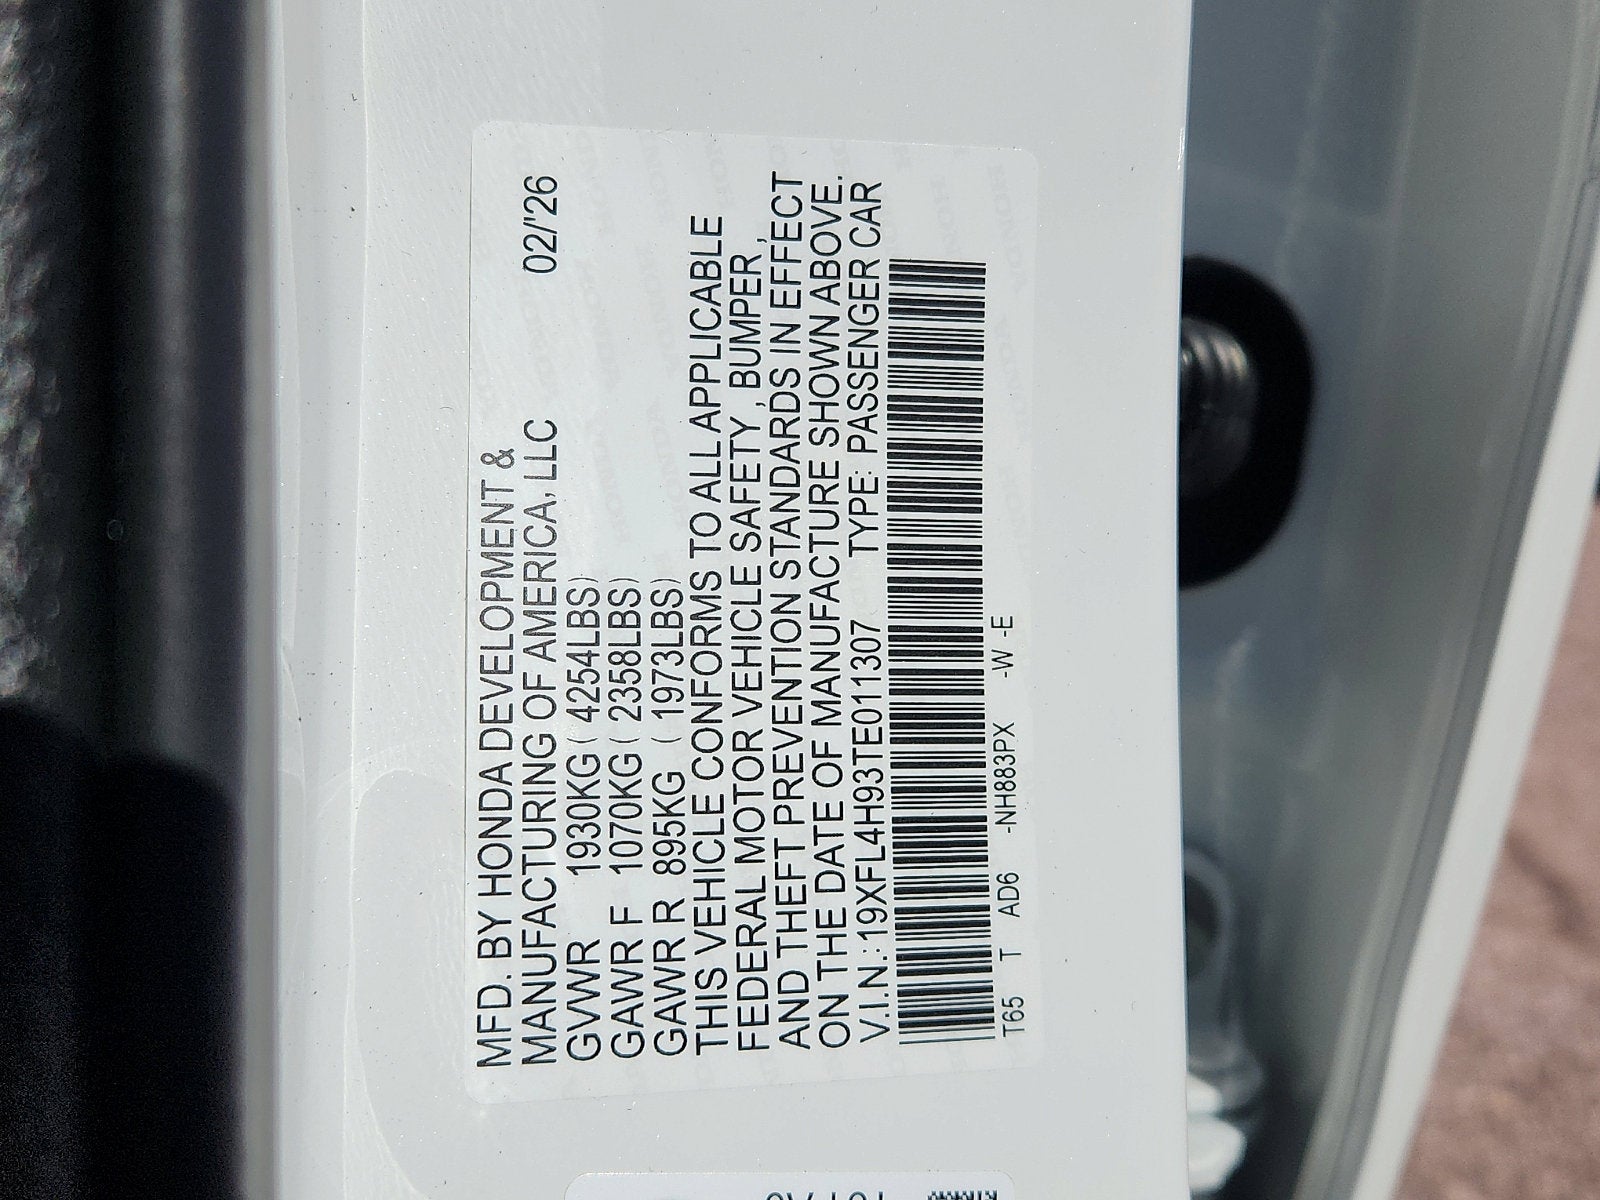 MFD. BY HONDA DEVELOPMENT &
MANUFACTURING OF AMERICA, LLC 02/'26
GVWR 1930KG ( 4254LBS)
GAWR F 1070KG ( 2358LBS)
GAWR R 895KG ( 1973LBS)
THIS VEHICLE CONFORMS TO ALL APPLICABLE
FEDERAL MOTOR VEHICLE SAFETY , BUMPER ,
AND THEFT PREVENTION STANDARDS IN EFFECT
ON THE DATE OF MANUFACTURE SHOWN ABOVE.
V.I.N.:19XFL4H93TE011307 TYPE: PASSENGER CAR
T65 T AD6 -NH883PX -W -E